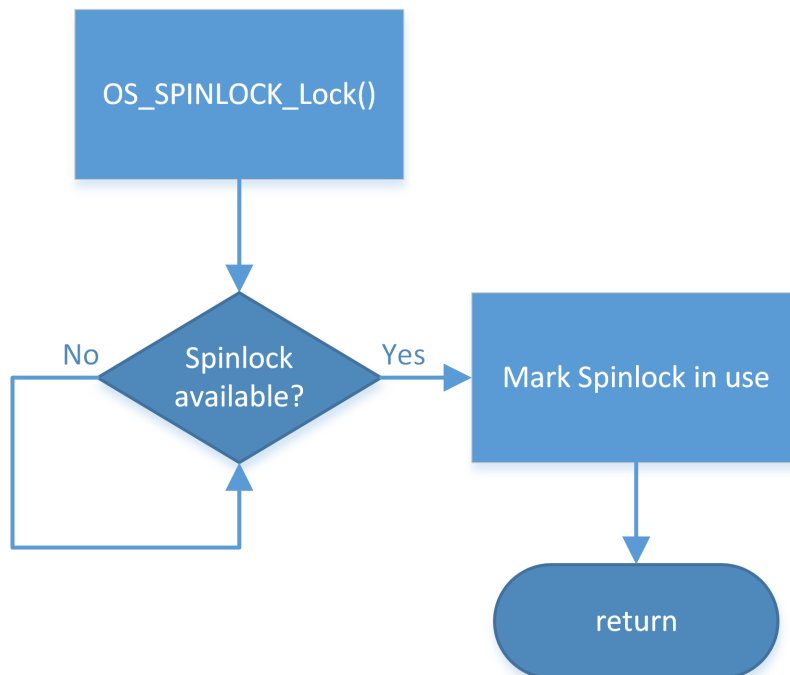 OS_SPINLOCK_Lock()
No
Spinlock
available?
Yes
Mark Spinlock in use
return